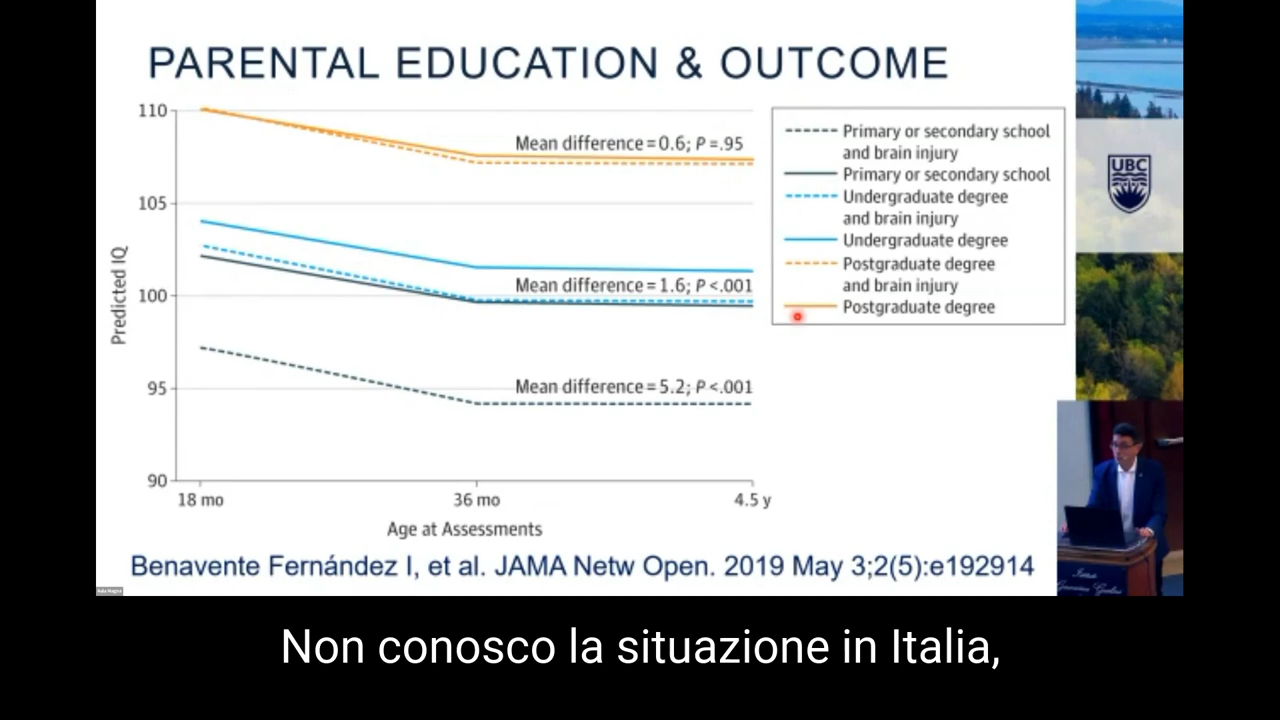 PARENTAL EDUCATION & OUTCOME
110
105
100
95
90
Predicted IQ
Mean difference = 0.6; P = .95
Mean difference = 1.6; P < .001
Mean difference = 5.2; P < .001
18 mo
36 mo
4.5 y
Age at Assessments
Primary or secondary school
and brain injury
Primary or secondary school
Undergraduate degree
and brain injury
Undergraduate degree
Postgraduate degree
and brain injury
Postgraduate degree
UBC
Benavente Fernández I, et al. JAMA Netw Open. 2019 May 3;2(5):e192914
Aula Magna
Non conosco la situazione in Italia,